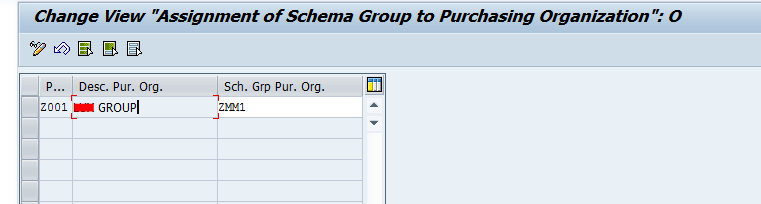 Change View "Assignment of Schema Group to Purchasing Organization": O
P... Desc. Pur. Org. Sch. Grp Pur. Org.
Z001 GROUP ZMM1